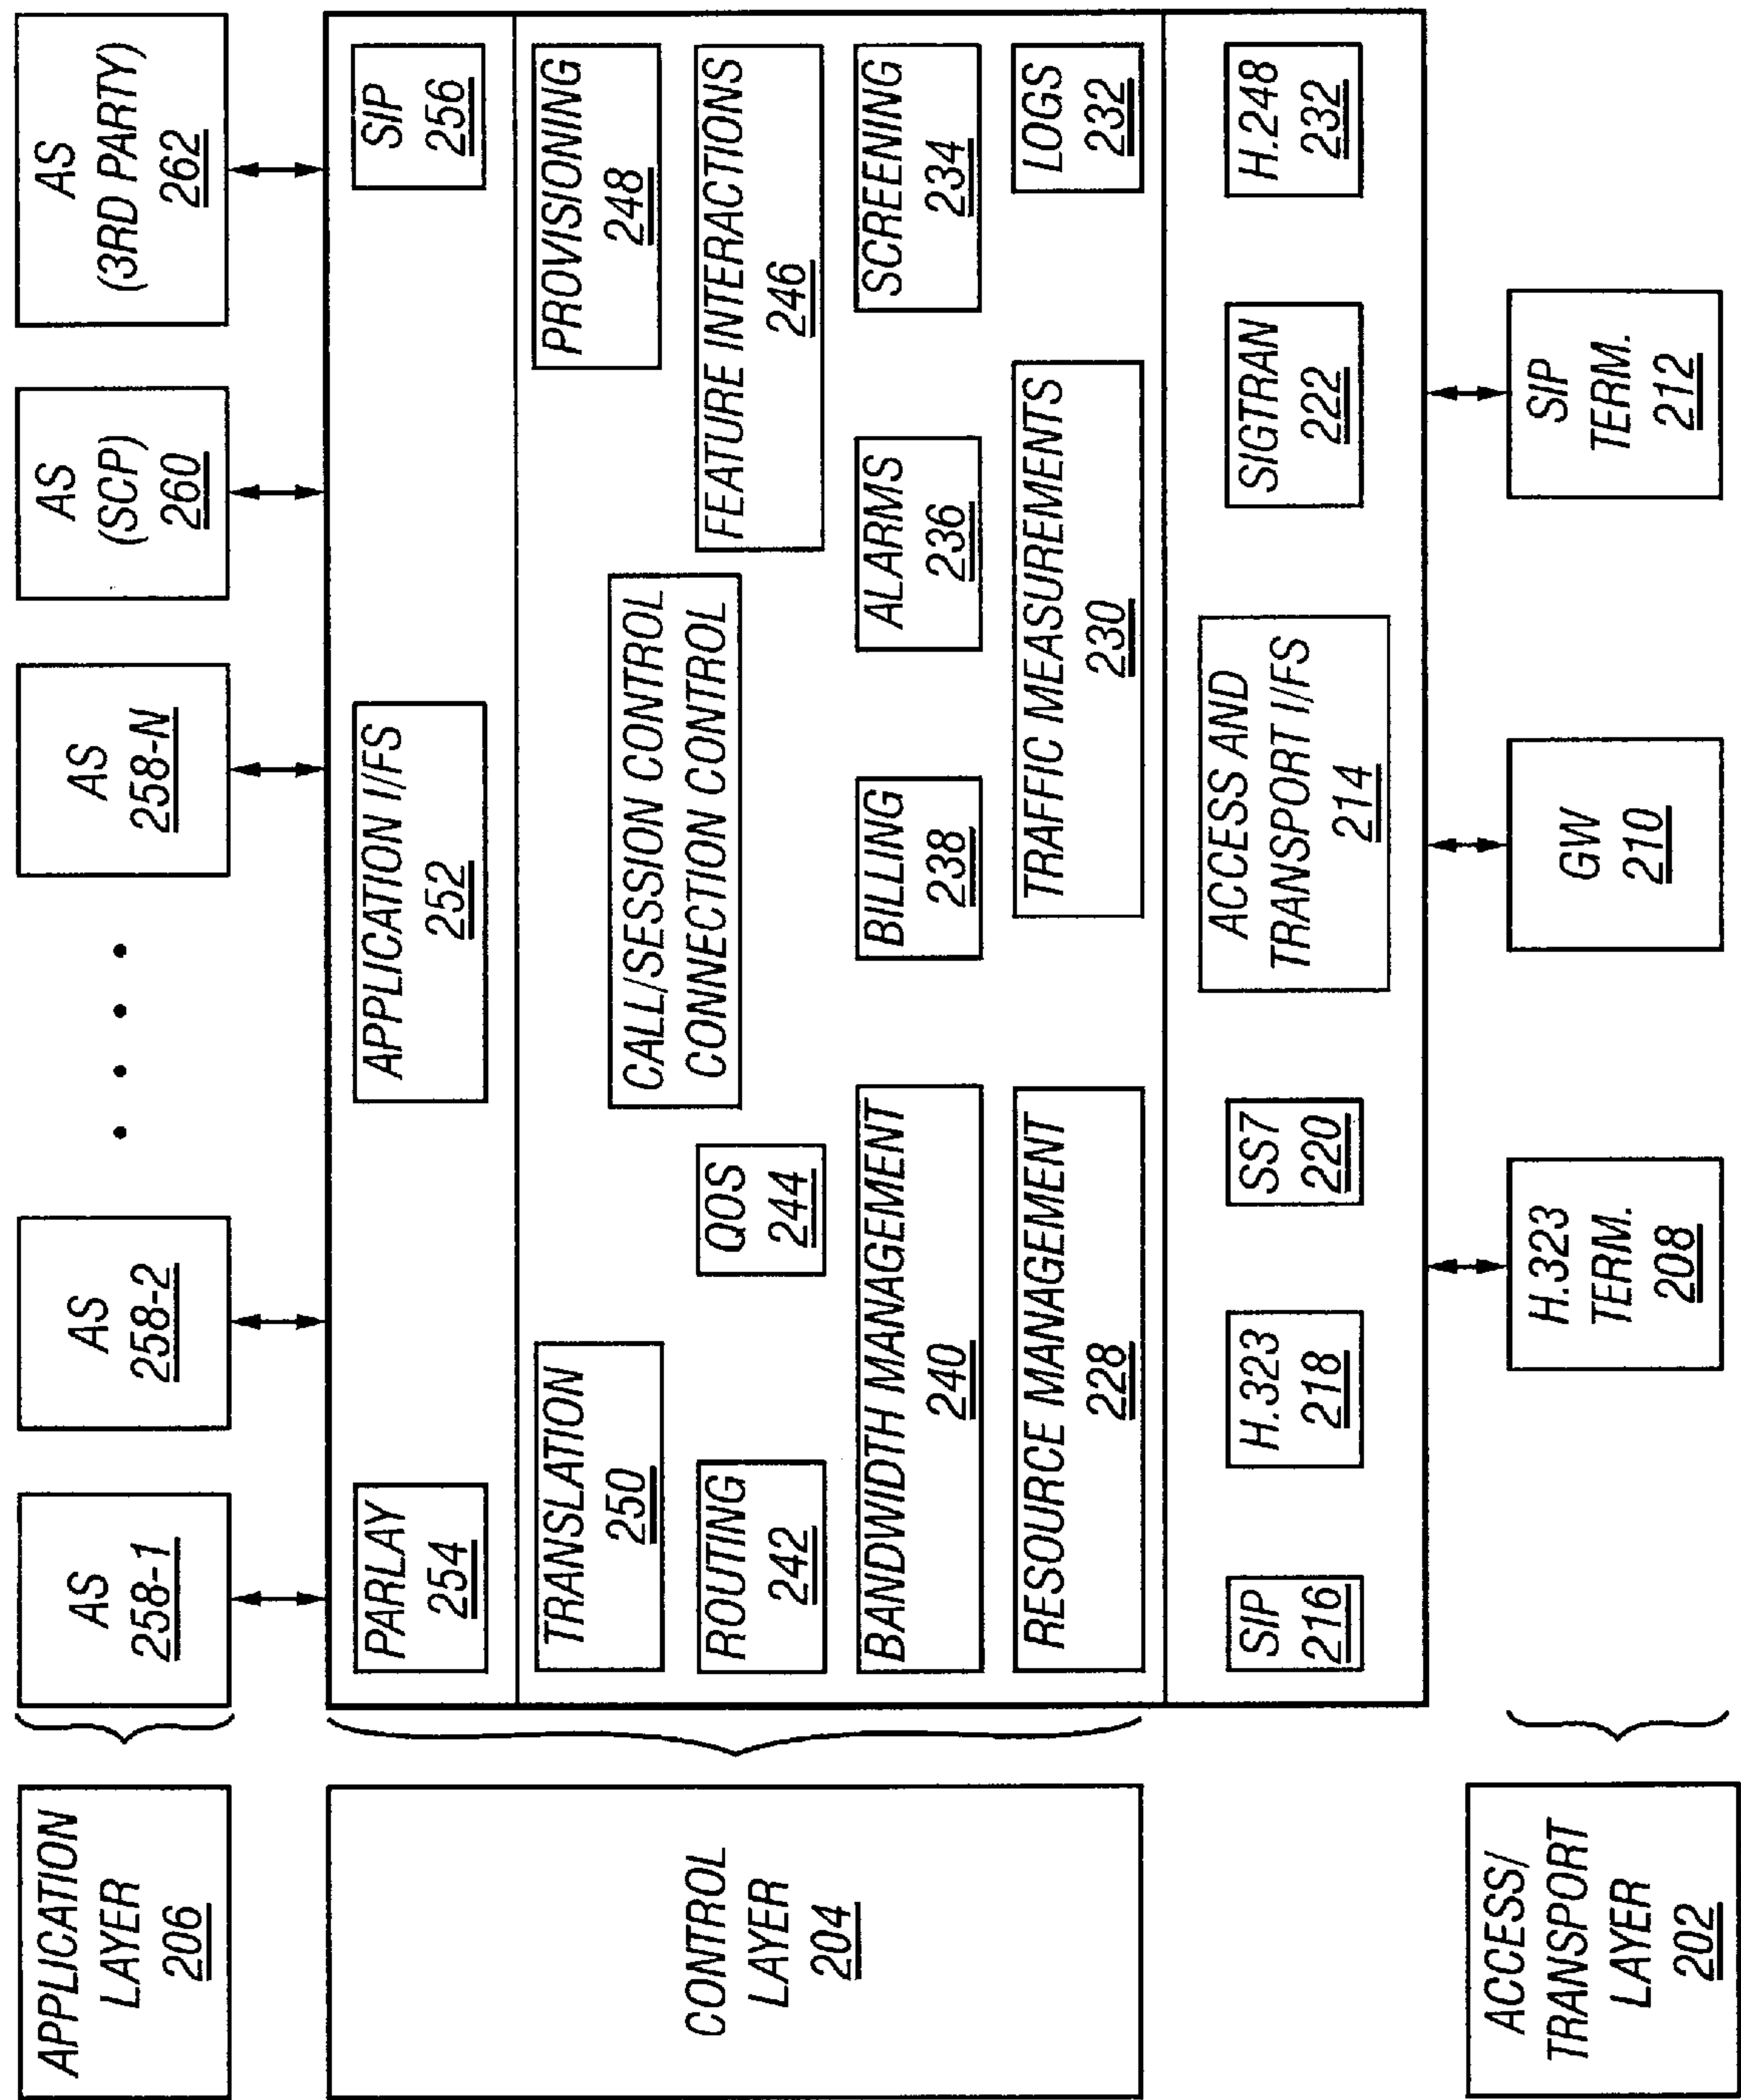 APPLICATION
LAYER
206
AS
258-1
AS
258-2
AS
258-N
AS
(SCP)
260
AS
(3RD PARTY)
262
CONTROL
LAYER
204
PARLAY
254
APPLICATION I/FS
252
SIP
256
TRANSLATION
250
CALL/SESSION CONTROL
CONNECTION CONTROL
PROVISIONING
248
ROUTING
242
QOS
244
FEATURE INTERACTIONS
246
BANDWIDTH MANAGEMENT
240
BILLING
238
ALARMS
236
SCREENING
234
RESOURCE MANAGEMENT
228
TRAFFIC MEASUREMENTS
230
LOGS
232
SIP
216
H.323
218
SS7
220
ACCESS AND
TRANSPORT I/FS
214
SIGTRAN
222
H.248
232
ACCESS/
TRANSPORT
LAYER
202
H.323
TERM.
208
GW
210
SIP
TERM.
212